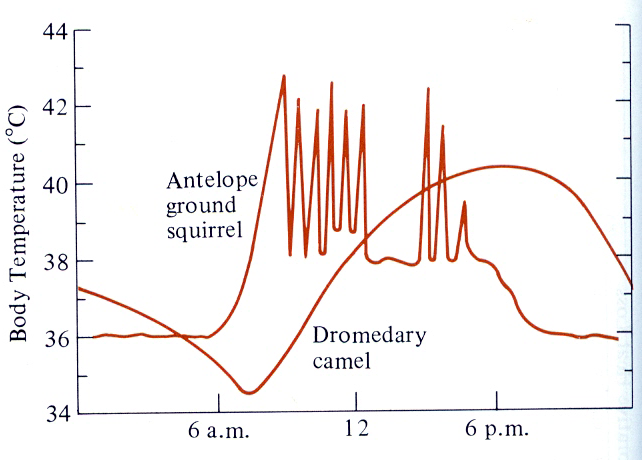 44
42
40
38
36
34
Body Temperature (°C)
Antelope
ground
squirrel
Dromedary
camel
6 a.m.
12
6 p.m.